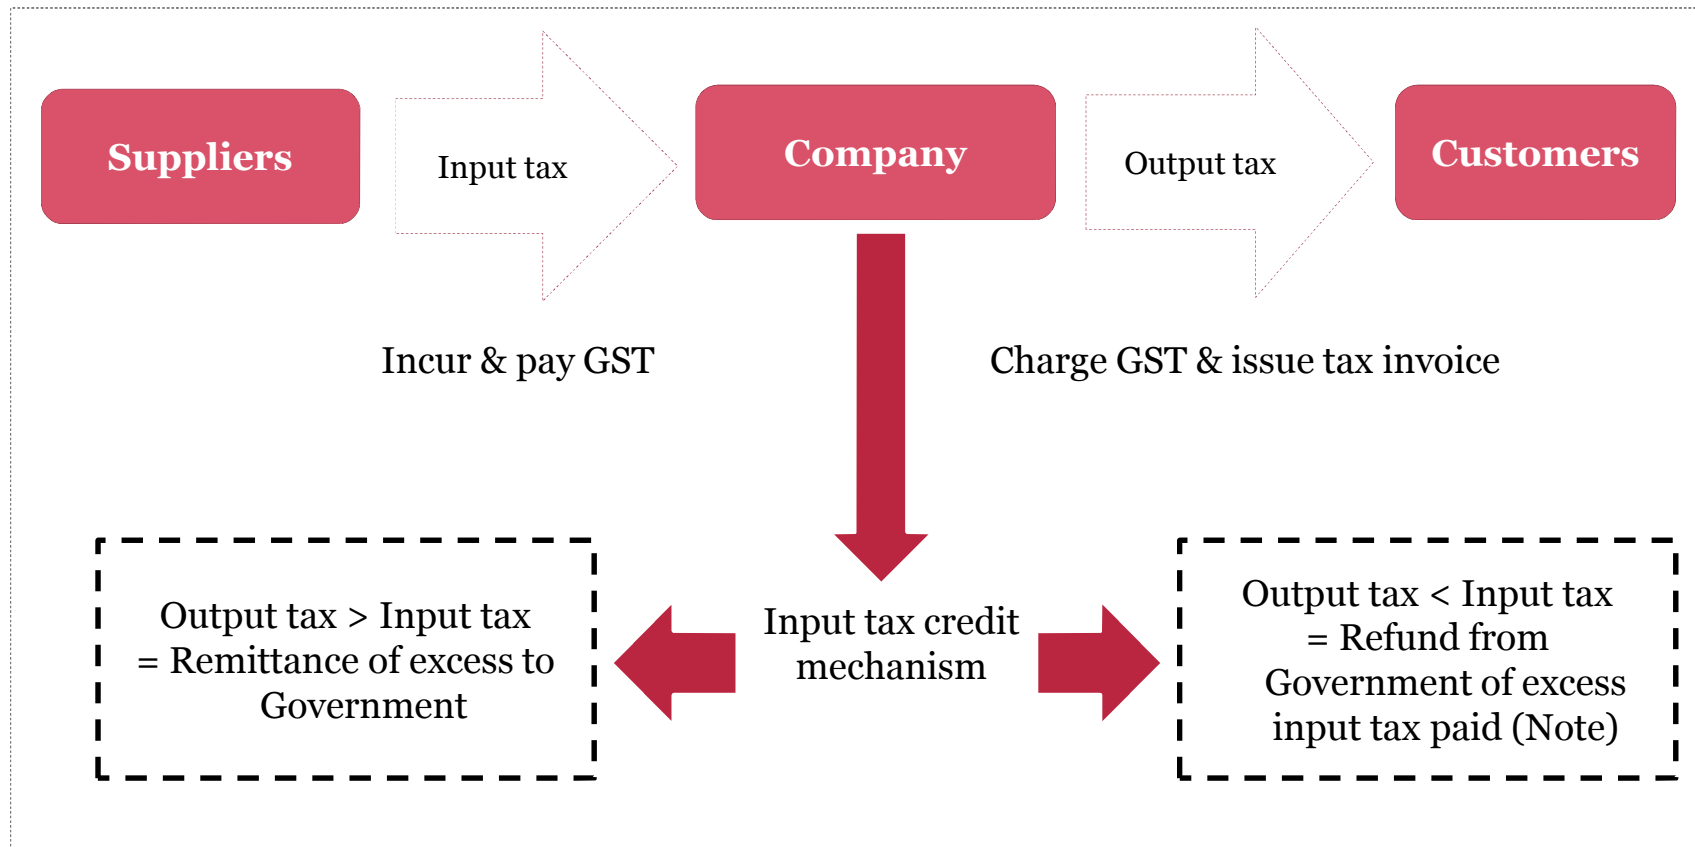 Suppliers
Input tax
Company
Output tax
Customers
Incur & pay GST
Charge GST & issue tax invoice
Output tax > Input tax
= Remittance of excess to
Government
Input tax credit
mechanism
Output tax < Input tax
= Refund from
Government of excess
input tax paid (Note)